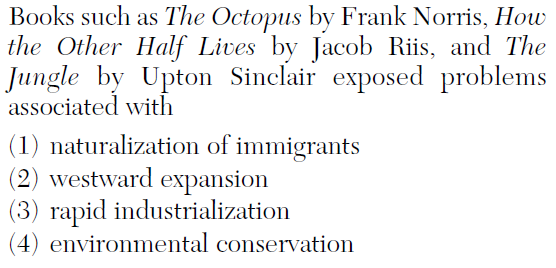 Books such as The Octopus by Frank Norris, How
the Other Half Lives by Jacob Riis, and The
Jungle by Upton Sinclair exposed problems
associated with
(1) naturalization of immigrants
(2) westward expansion
(3) rapid industrialization
(4) environmental conservation